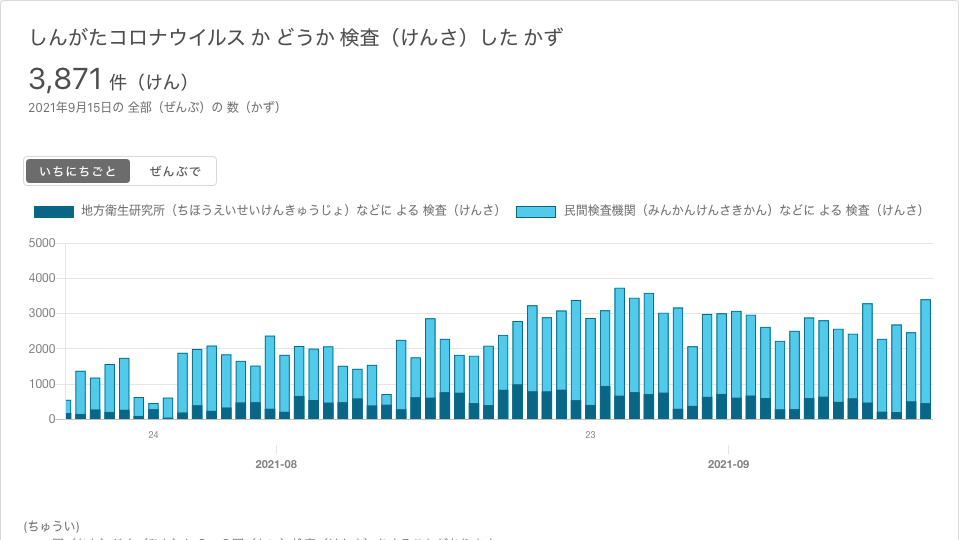 しんがたコロナウイルス か どうか 検査（けんさ）した かず
3,871 件（けん）
2021年9月15日の 全部（ぜんぶ）の 数（かず）
いちにちごと ぜんぶで
地方衛生研究所（ちほうえいせいけんきゅうじょ）などに よる 検査（けんさ） 民間検査機関（みんかんけんさきかん）などに よる 検査（けんさ）
5000
4000
3000
2000
1000
0
24 23
2021-08 2021-09
(ちゅうい)